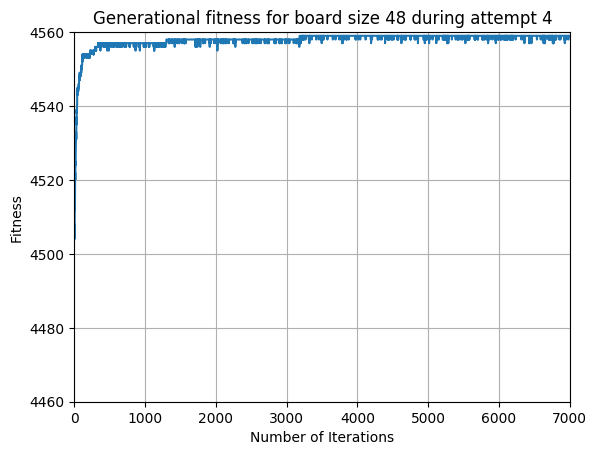 Generational fitness for board size 48 during attempt 4
4560
4540
4520
4500
4480
4460
Fitness
0 1000 2000 3000 4000 5000 6000 7000
Number of Iterations